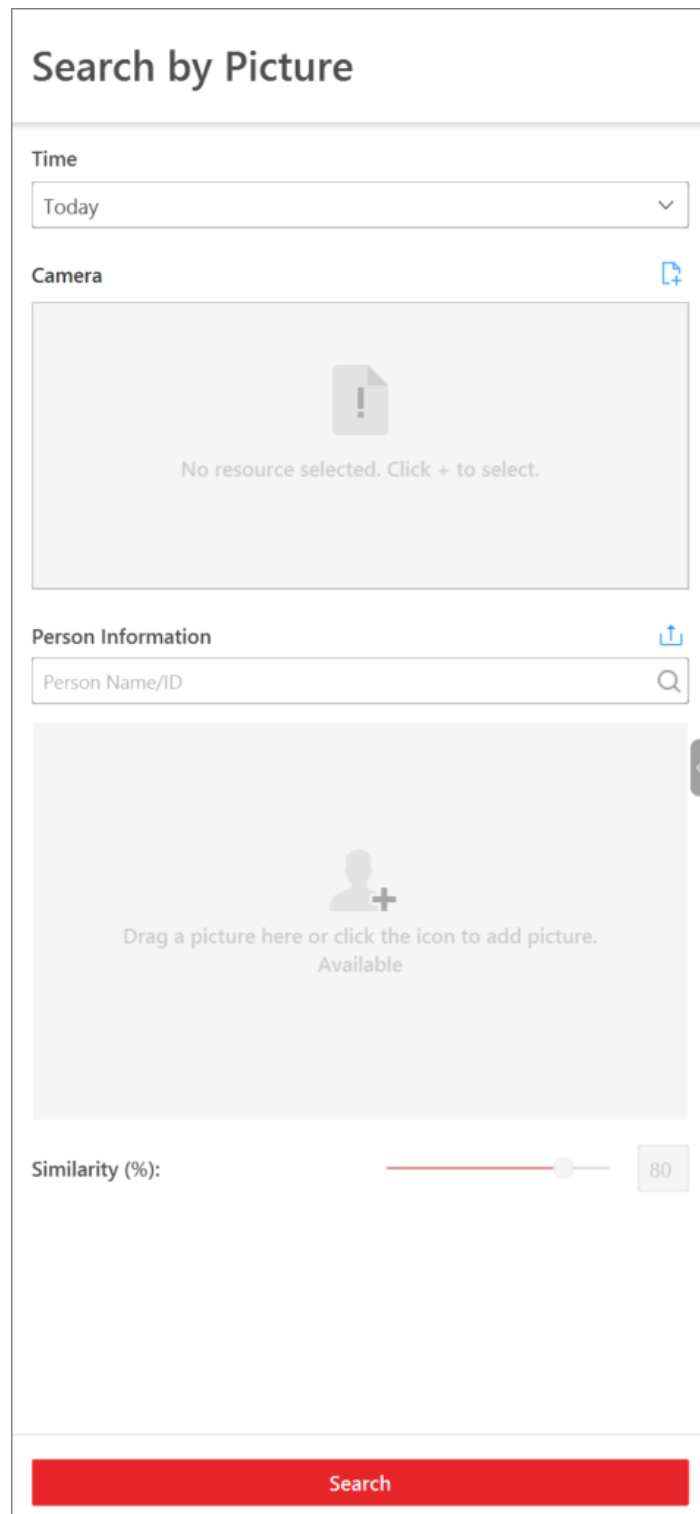 Search by Picture
Time
Today
Camera
No resource selected. Click + to select.
Person Information
Person Name/ID
Drag a picture here or click the icon to add picture.
Available
Similarity (%):
80
Search